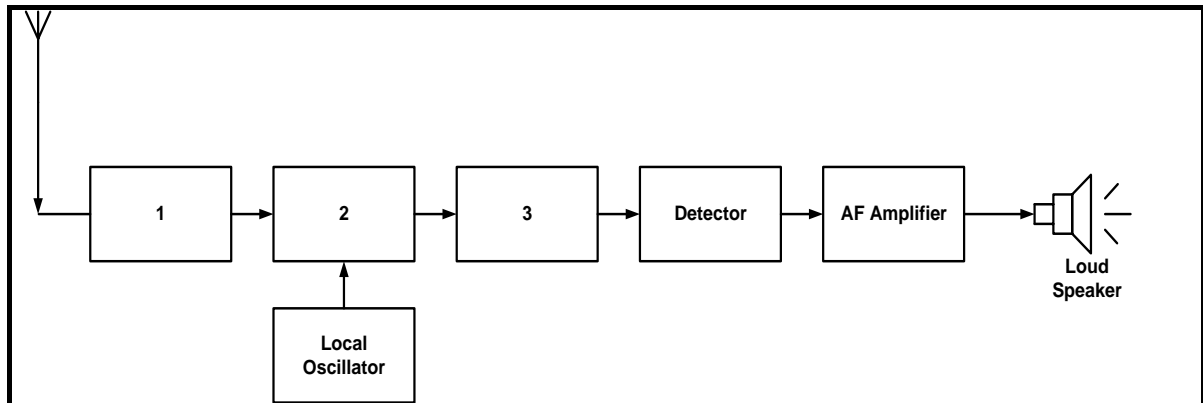 1
2
3
Detector
AF Amplifier
Loud
Speaker
Local
Oscillator